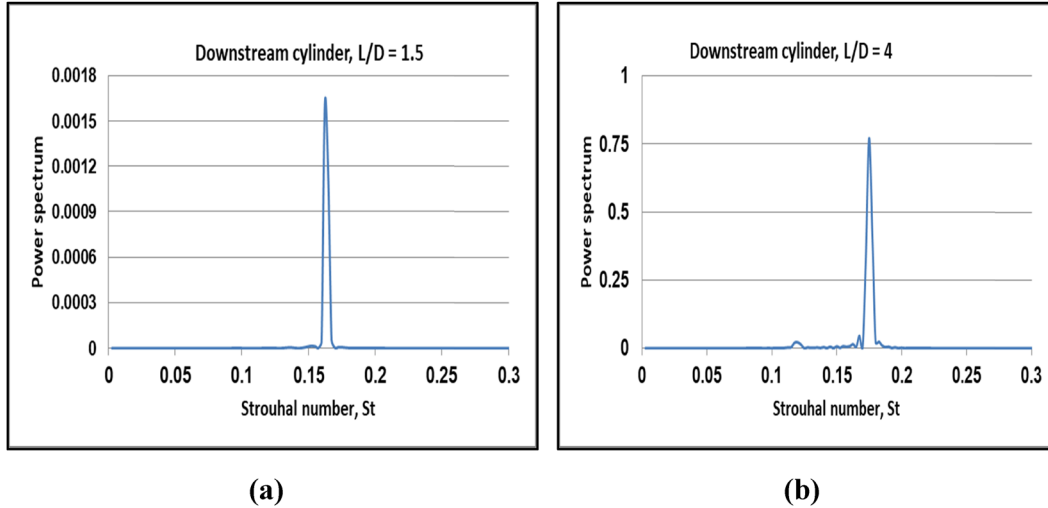 Downstream cylinder, L/D = 1.5
Power spectrum
0.0018
0.0015
0.0012
0.0009
0.0006
0.0003
0
0 0.05 0.1 0.15 0.2 0.25 0.3
Strouhal number, St
(a)
Downstream cylinder, L/D = 4
Power spectrum
1
0.75
0.5
0.25
0
0 0.05 0.1 0.15 0.2 0.25 0.3
Strouhal number, St
(b)